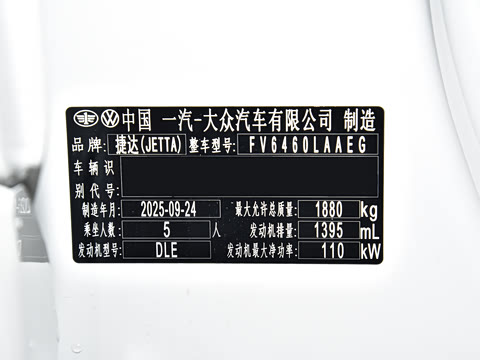 中国 一汽-大众汽车有限公司 制造
品牌: 捷达(JETTA) 整车型号: FV6460LAAEG
车辆识
别代号:
制造年月: 2025-09-24 最大允许总质量: 1880 kg
乘坐人数: 5 人 发动机排量: 1395 mL
发动机型号: DLE 发动机最大净功率: 110 kW